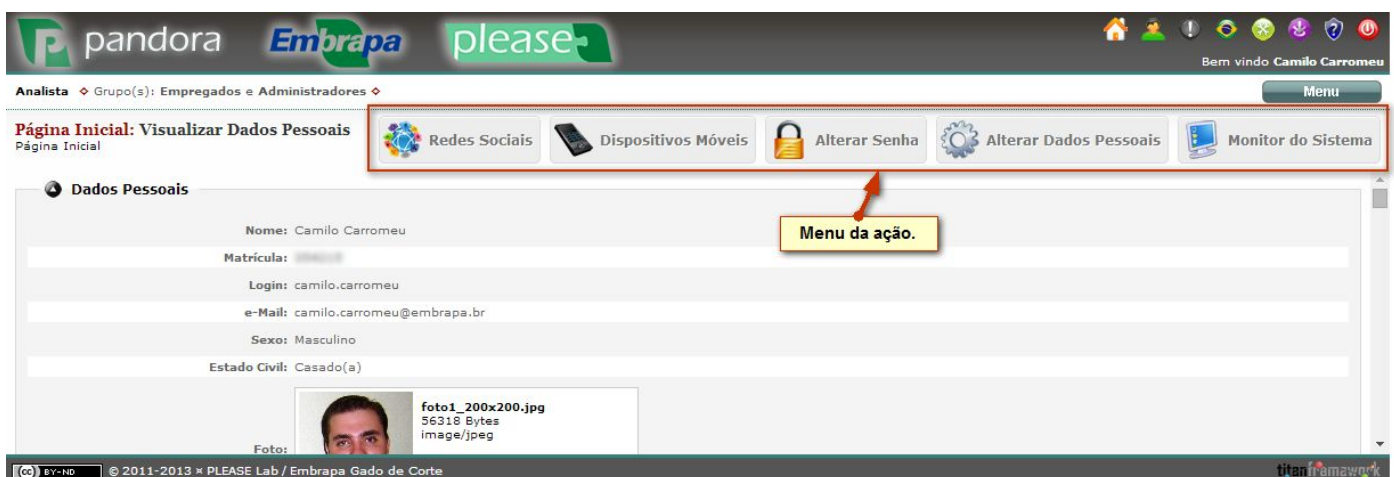 pandora Embrapa please
Bem vindo Camilo Carromeu
Analista Grupo(s): Empregados e Administradores
Menu
Página Inicial: Visualizar Dados Pessoais
Página Inicial
Redes Sociais
Dispositivos Móveis
Alterar Senha
Alterar Dados Pessoais
Monitor do Sistema
Dados Pessoais
Menu da ação.
Nome: Camilo Carromeu
Matrícula:
Login: camilo.carromeu
e-Mail: camilo.carromeu@embrapa.br
Sexo: Masculino
Estado Civil: Casado(a)
foto1_200x200.jpg
56318 Bytes
image/jpeg
Foto:
(cc) BY-ND © 2011-2013 × PLEASE Lab / Embrapa Gado de Corte
titanframework